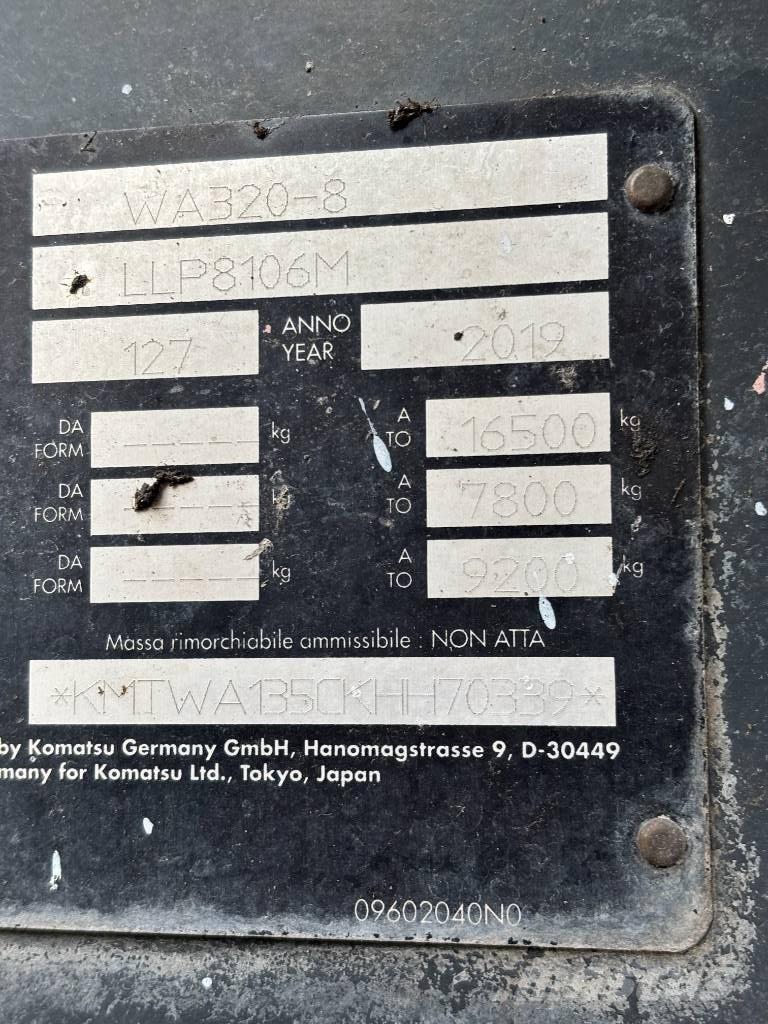 WA320-8
LLP8106M
127 ANNO YEAR 2019
DA FORM ----- kg A TO 16500 kg
DA FORM ----- kg A TO 7800 kg
DA FORM ----- kg A TO 9200 kg
Massa rimorchiabile ammissibile : NON ATTA
*KMTWA135CKHH70339*
by Komatsu Germany GmbH, Hanomagstrasse 9, D-30449
many for Komatsu Ltd., Tokyo, Japan
09602040N0